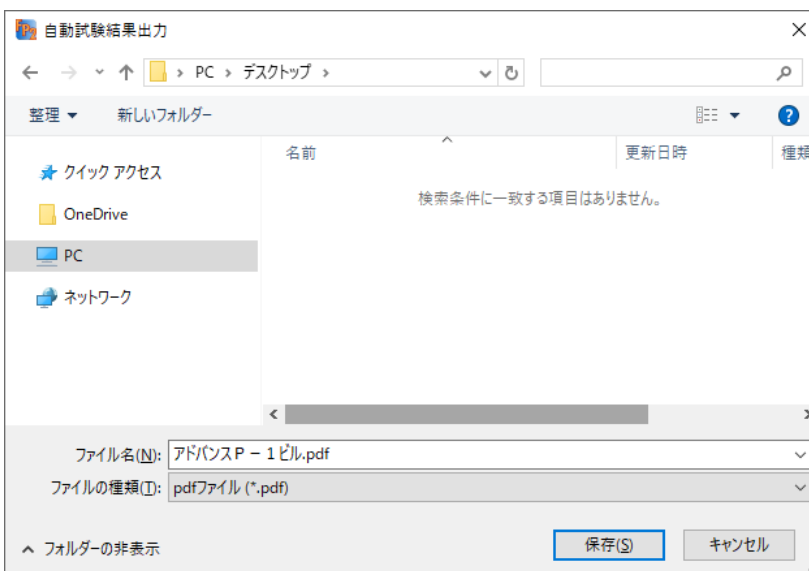 自動試験結果出力
PC › デスクトップ ›
整理 新しいフォルダー
名前 更新日時 種類
クイック アクセス
検索条件に一致する項目はありません。
OneDrive
PC
ネットワーク
ファイル名(N): アドバンスP－1ビル.pdf
ファイルの種類(T): pdfファイル (*.pdf)
フォルダーの非表示 保存(S) キャンセル